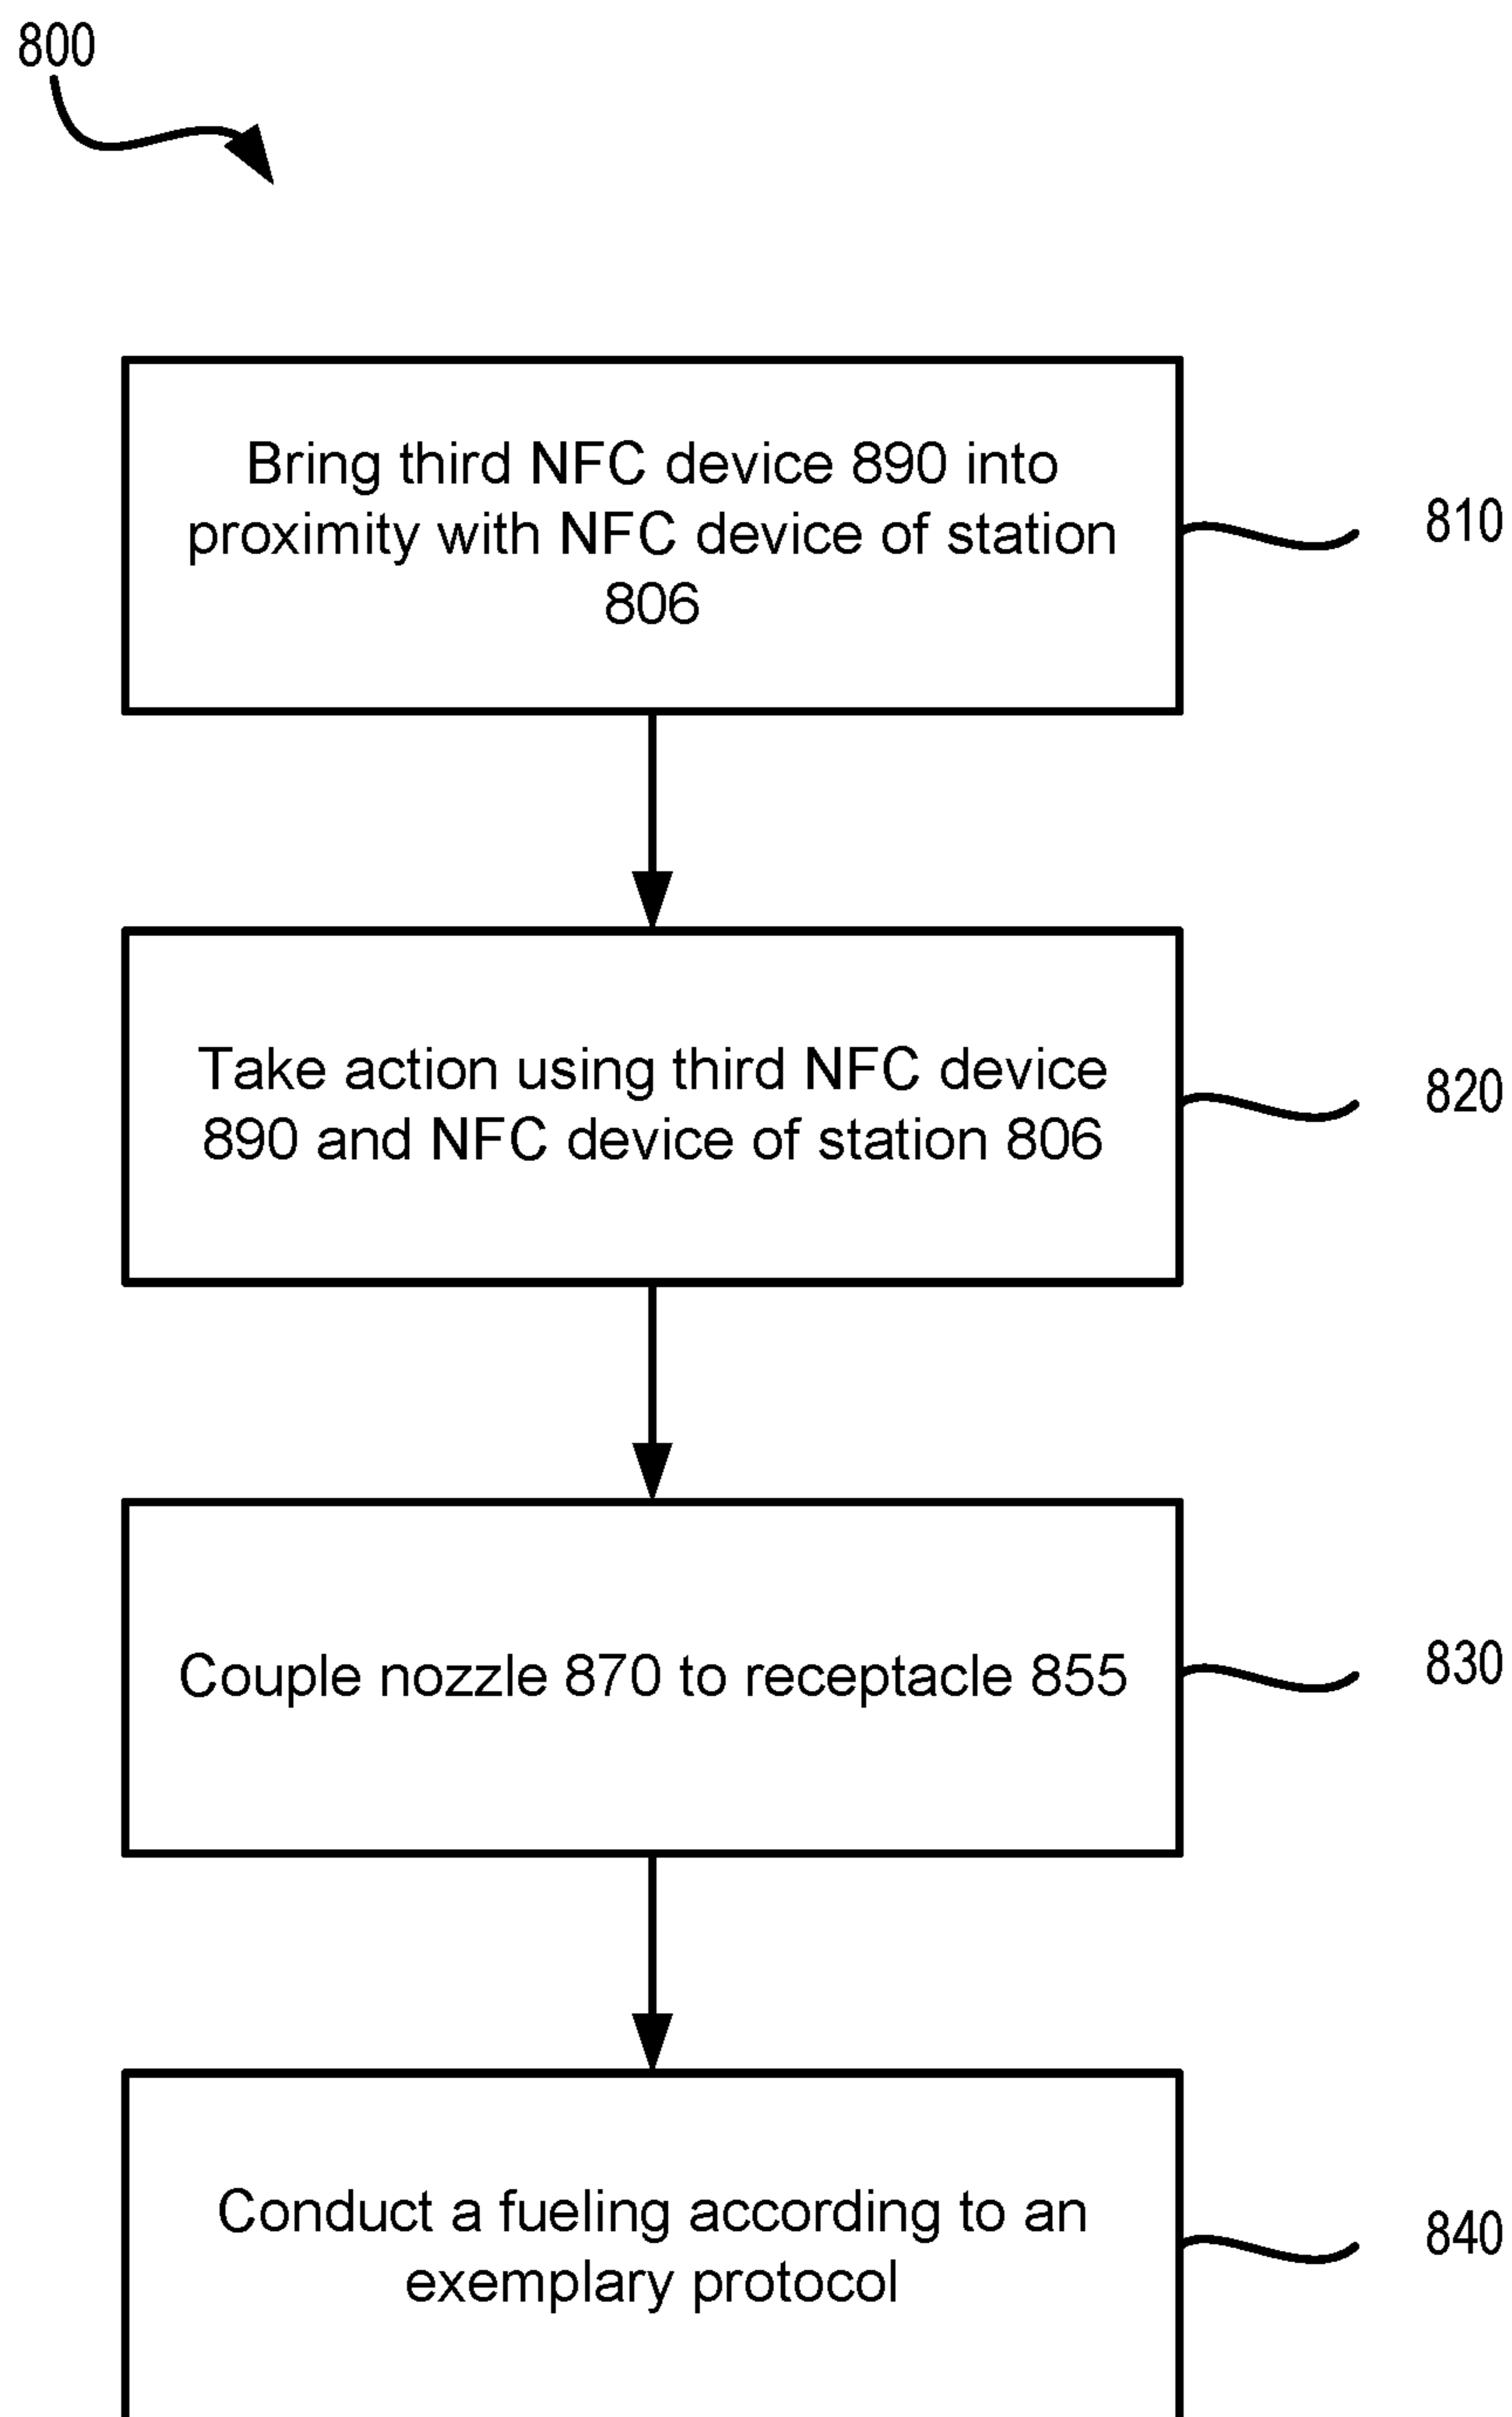 800
Bring third NFC device 890 into
proximity with NFC device of station
806
810
Take action using third NFC device
890 and NFC device of station 806
820
Couple nozzle 870 to receptacle 855
830
Conduct a fueling according to an
exemplary protocol
840